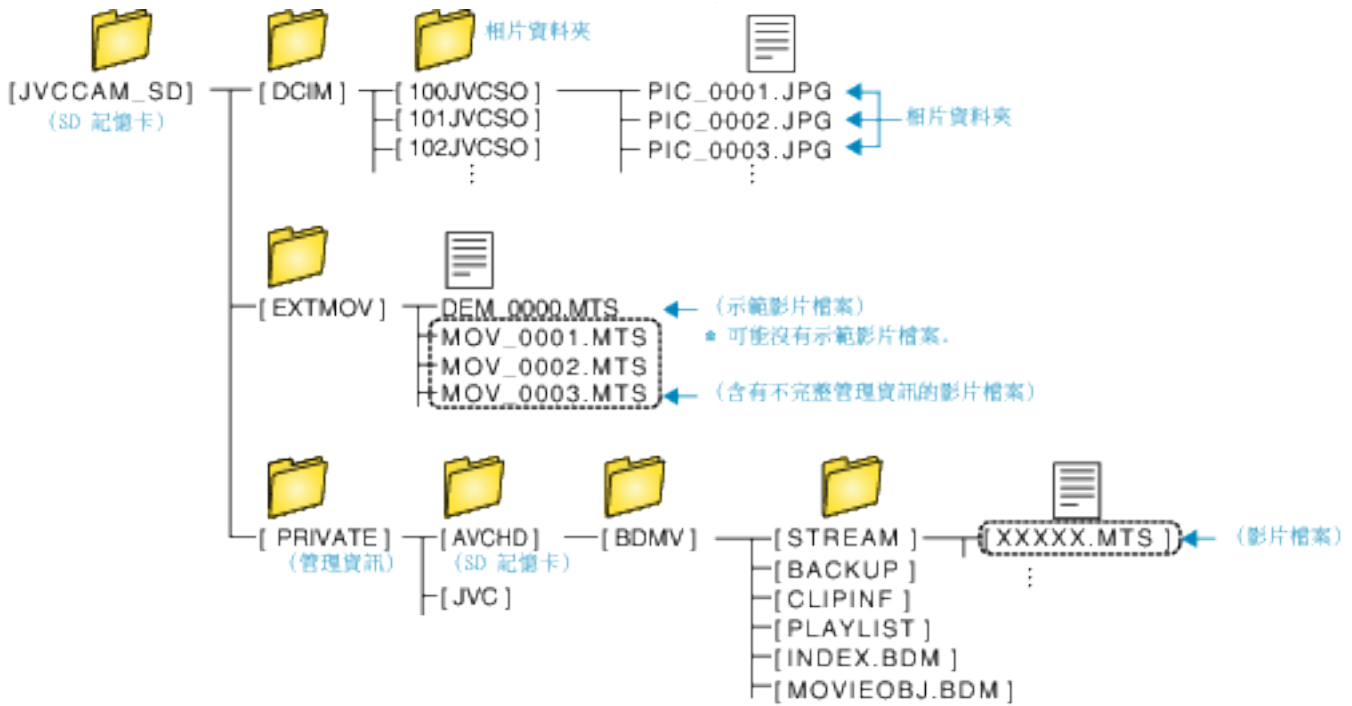 相片資料夾
[JVCCAM_SD] [DCIM] [100JVCSO] PIC_0001.JPG
(SD 記憶卡) [101JVCSO] PIC_0002.JPG 相片資料夾
[102JVCSO] PIC_0003.JPG
[EXTMOV] DEM_0000.MTS (示範影片檔案)
MOV_0001.MTS * 可能沒有示範影片檔案.
MOV_0002.MTS
MOV_0003.MTS (含有不完整管理資訊的影片檔案)
[PRIVATE] [AVCHD] [BDMV] [STREAM] [XXXXX.MTS] (影片檔案)
(管理資訊) (SD 記憶卡) [BACKUP]
[JVC] [CLIPINF]
[PLAYLIST]
[INDEX.BDM]
[MOVIEOBJ.BDM]